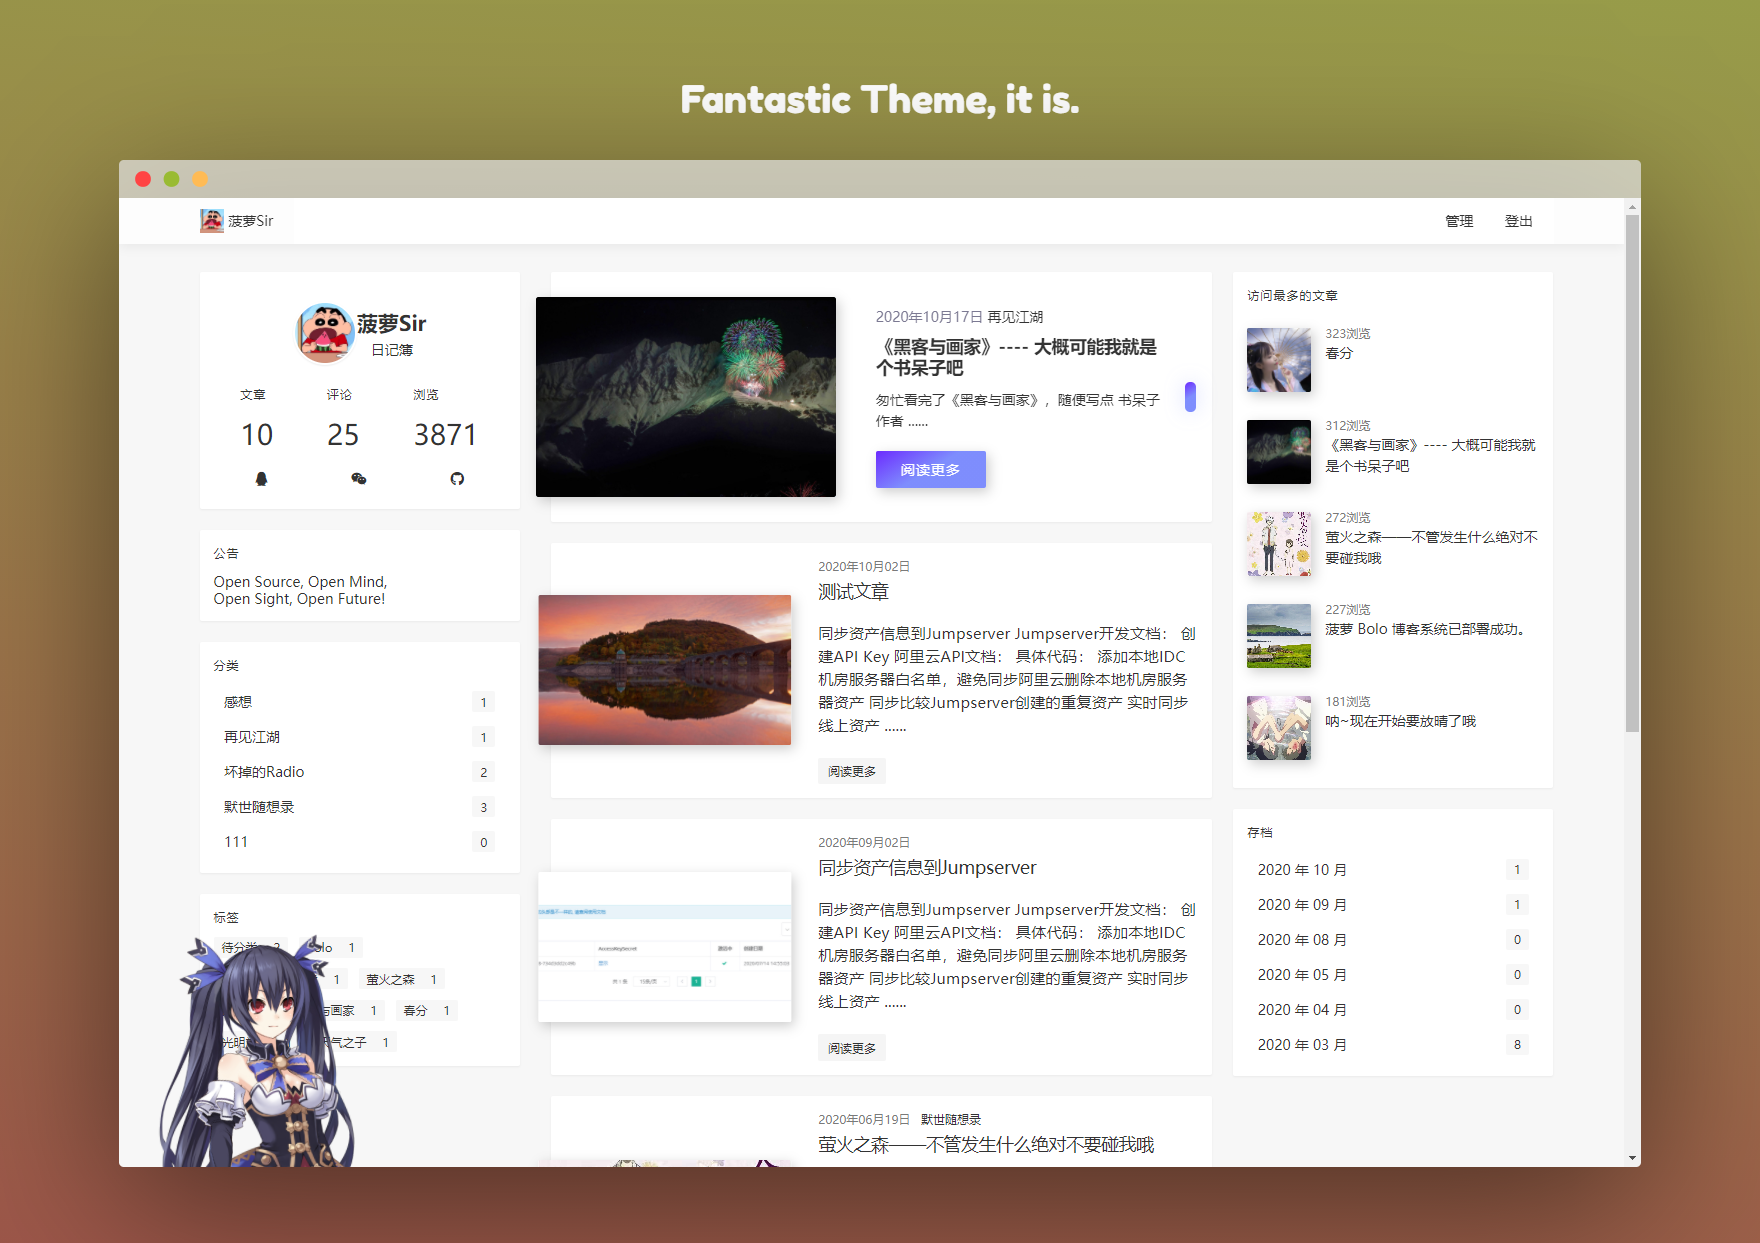 Fantastic Theme, it is.
菠萝Sir
管理
登出
菠萝Sir
日记簿
文章
评论
浏览
10
25
3871
公告
Open Source, Open Mind,
Open Sight, Open Future!
分类
感想 1
再见江湖 1
坏掉的Radio 2
默世随想录 3
111 0
标签
待分类
olo 1
1
萤火之森 1
与画家 1
春分 1
光明
气之子 1
2020年10月17日 再见江湖
《黑客与画家》---- 大概可能我就是
个书呆子吧
匆忙看完了《黑客与画家》，随便写点 书呆子
作者 ......
阅读更多
2020年10月02日
测试文章
同步资产信息到Jumpserver Jumpserver开发文档： 创
建API Key 阿里云API文档： 具体代码： 添加本地IDC
机房服务器白名单，避免同步阿里云删除本地机房服务
器资产 同步比较Jumpserver创建的重复资产 实时同步
线上资产 ......
阅读更多
2020年09月02日
同步资产信息到Jumpserver
AccessKeySecret
同步资产信息到Jumpserver Jumpserver开发文档： 创
建API Key 阿里云API文档： 具体代码： 添加本地IDC
机房服务器白名单，避免同步阿里云删除本地机房服务
器资产 同步比较Jumpserver创建的重复资产 实时同步
线上资产 ......
阅读更多
2020年06月19日 默世随想录
萤火之森——不管发生什么绝对不要碰我哦
访问最多的文章
323浏览
春分
312浏览
《黑客与画家》---- 大概可能我就
是个书呆子吧
272浏览
萤火之森——不管发生什么绝对不
要碰我哦
227浏览
菠萝 Bolo 博客系统已部署成功。
181浏览
呐~现在开始要放晴了哦
存档
2020 年 10 月 1
2020 年 09 月 1
2020 年 08 月 0
2020 年 05 月 0
2020 年 04 月 0
2020 年 03 月 8